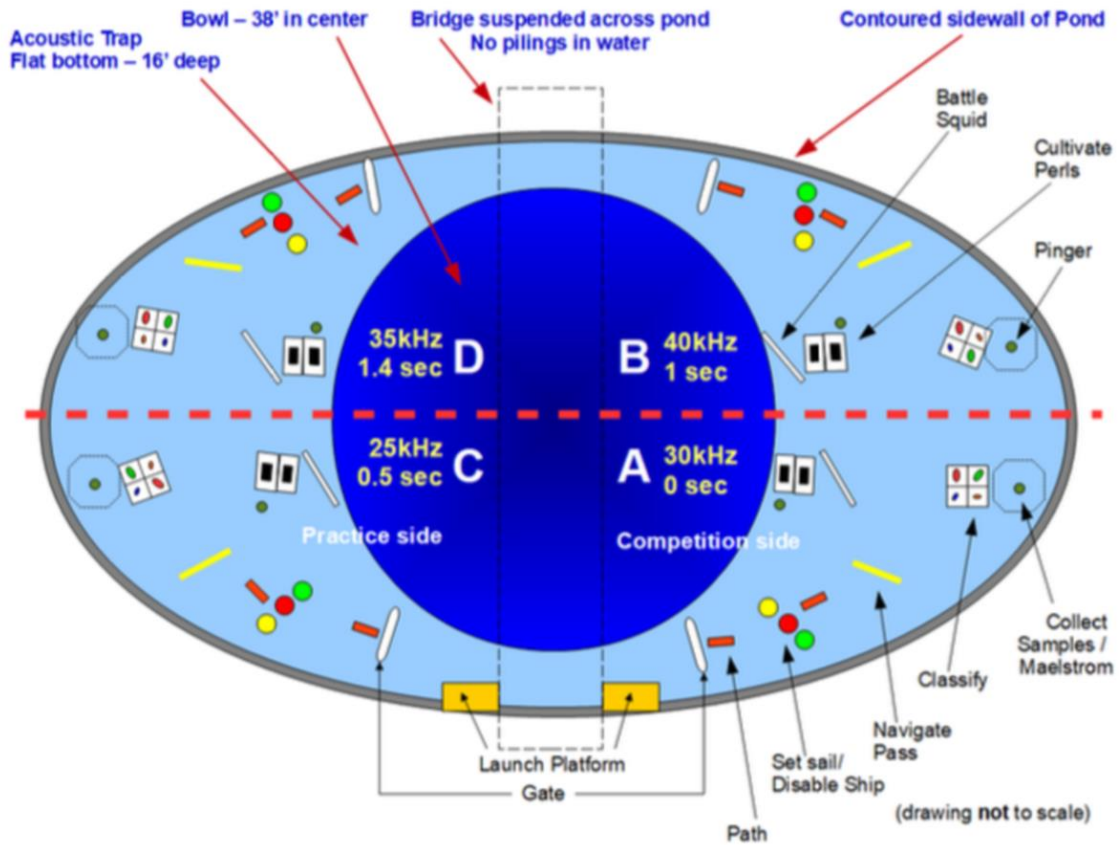 Bowl – 38' in center
Bridge suspended across pond
No pilings in water
Contoured sidewall of Pond
Acoustic Trap
Flat bottom – 16' deep
Battle
Squid
Cultivate
Perls
Pinger
35kHz
1.4 sec
D
B
40kHz
1 sec
25kHz
0.5 sec
C
A
30kHz
0 sec
Practice side
Competition side
Collect
Samples /
Maelstrom
Classify
Navigate
Pass
Set sail/
Disable Ship
Launch Platform
Gate
(drawing not to scale)
Path